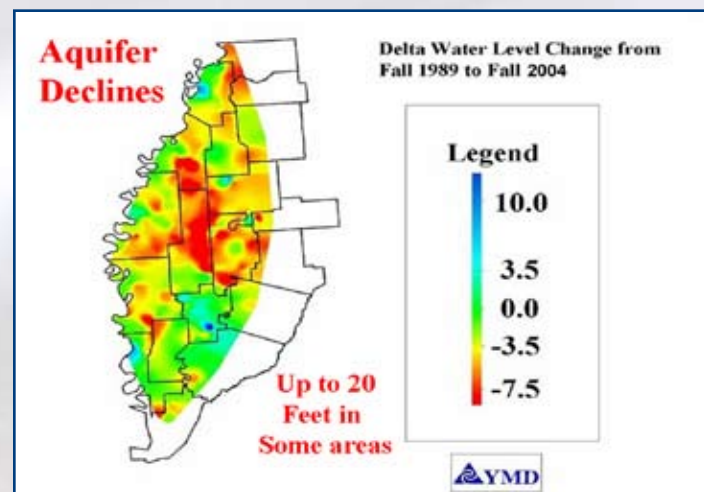 Aquifer
Declines
Delta Water Level Change from
Fall 1989 to Fall 2004
Legend
10.0
3.5
0.0
-3.5
-7.5
Up to 20
Feet in
Some areas
YMD